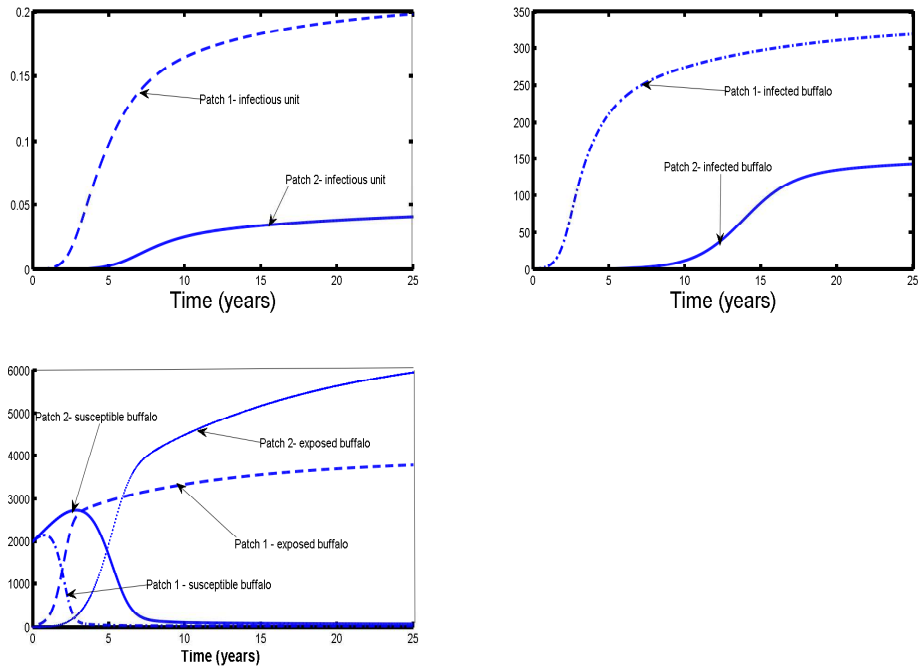 0.2
0.15
0.1
0.05
0
Patch 1- infectious unit
Patch 2- infectious unit
0 5 10 15 20 25
Time (years)
350
300
250
200
150
100
50
0
Patch 1- infected buffalo
Patch 2- infected buffalo
0 5 10 15 20 25
Time (years)
6000
5000
4000
3000
2000
1000
0
Patch 2- susceptible buffalo
Patch 2- exposed buffalo
Patch 1 - exposed buffalo
Patch 1 - susceptible buffalo
0 5 10 15 20 25
Time (years)